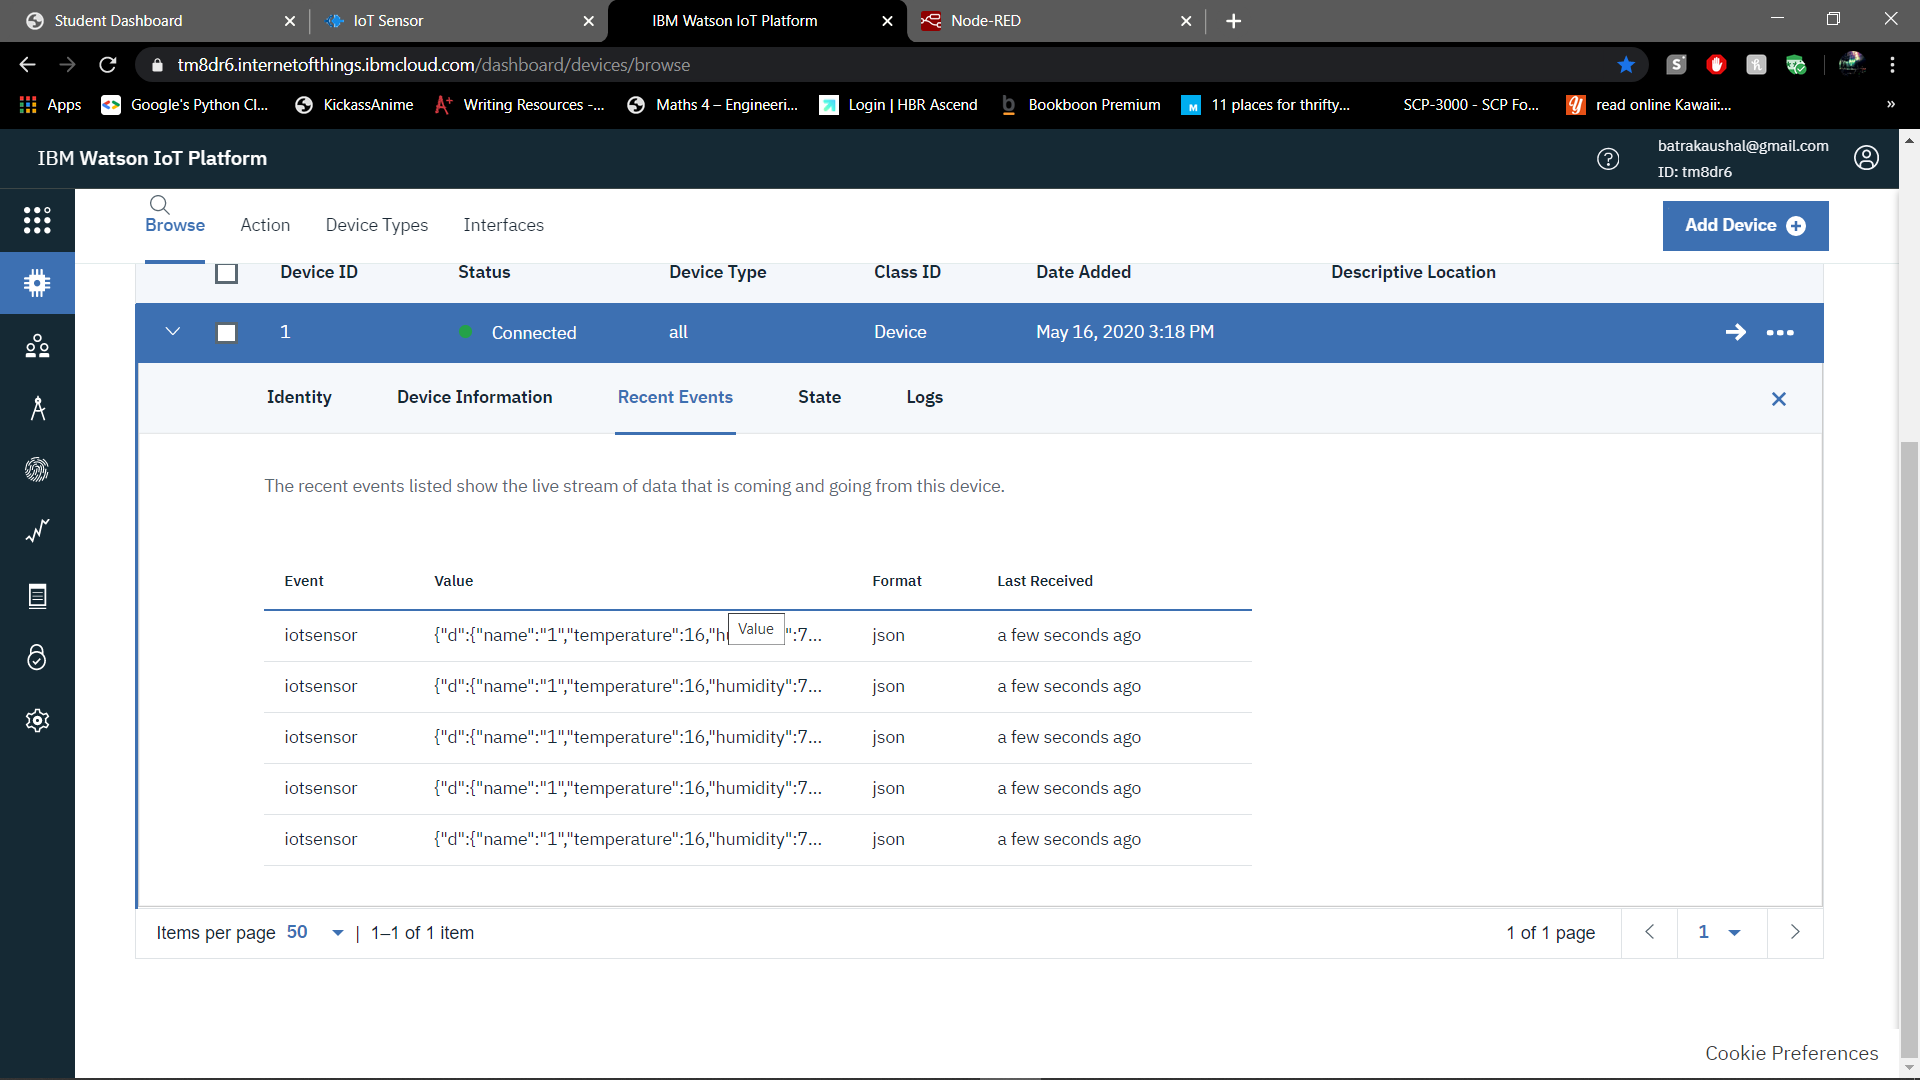 Student Dashboard
IoT Sensor
IBM Watson IoT Platform
Node-RED
tm8dr6.internetofthings.ibmcloud.com/dashboard/devices/browse
Apps
Google's Python Cl...
KickassAnime
Writing Resources -...
Maths 4 – Engineeri...
Login | HBR Ascend
Bookboon Premium
11 places for thrifty...
SCP-3000 - SCP Fo...
read online Kawaii:...
»
IBM Watson IoT Platform
batrakaushal@gmail.com
ID: tm8dr6
Browse
Action
Device Types
Interfaces
Add Device
Device ID
Status
Device Type
Class ID
Date Added
Descriptive Location
1
Connected
all
Device
May 16, 2020 3:18 PM
Identity
Device Information
Recent Events
State
Logs
The recent events listed show the live stream of data that is coming and going from this device.
Event
Value
Format
Last Received
iotsensor
{"d":{"name":"1","temperature":16,"hu
Value
":7...
json
a few seconds ago
iotsensor
{"d":{"name":"1","temperature":16,"humidity":7...
json
a few seconds ago
iotsensor
{"d":{"name":"1","temperature":16,"humidity":7...
json
a few seconds ago
iotsensor
{"d":{"name":"1","temperature":16,"humidity":7...
json
a few seconds ago
iotsensor
{"d":{"name":"1","temperature":16,"humidity":7...
json
a few seconds ago
Items per page 50 | 1–1 of 1 item
1 of 1 page
1
Cookie Preferences